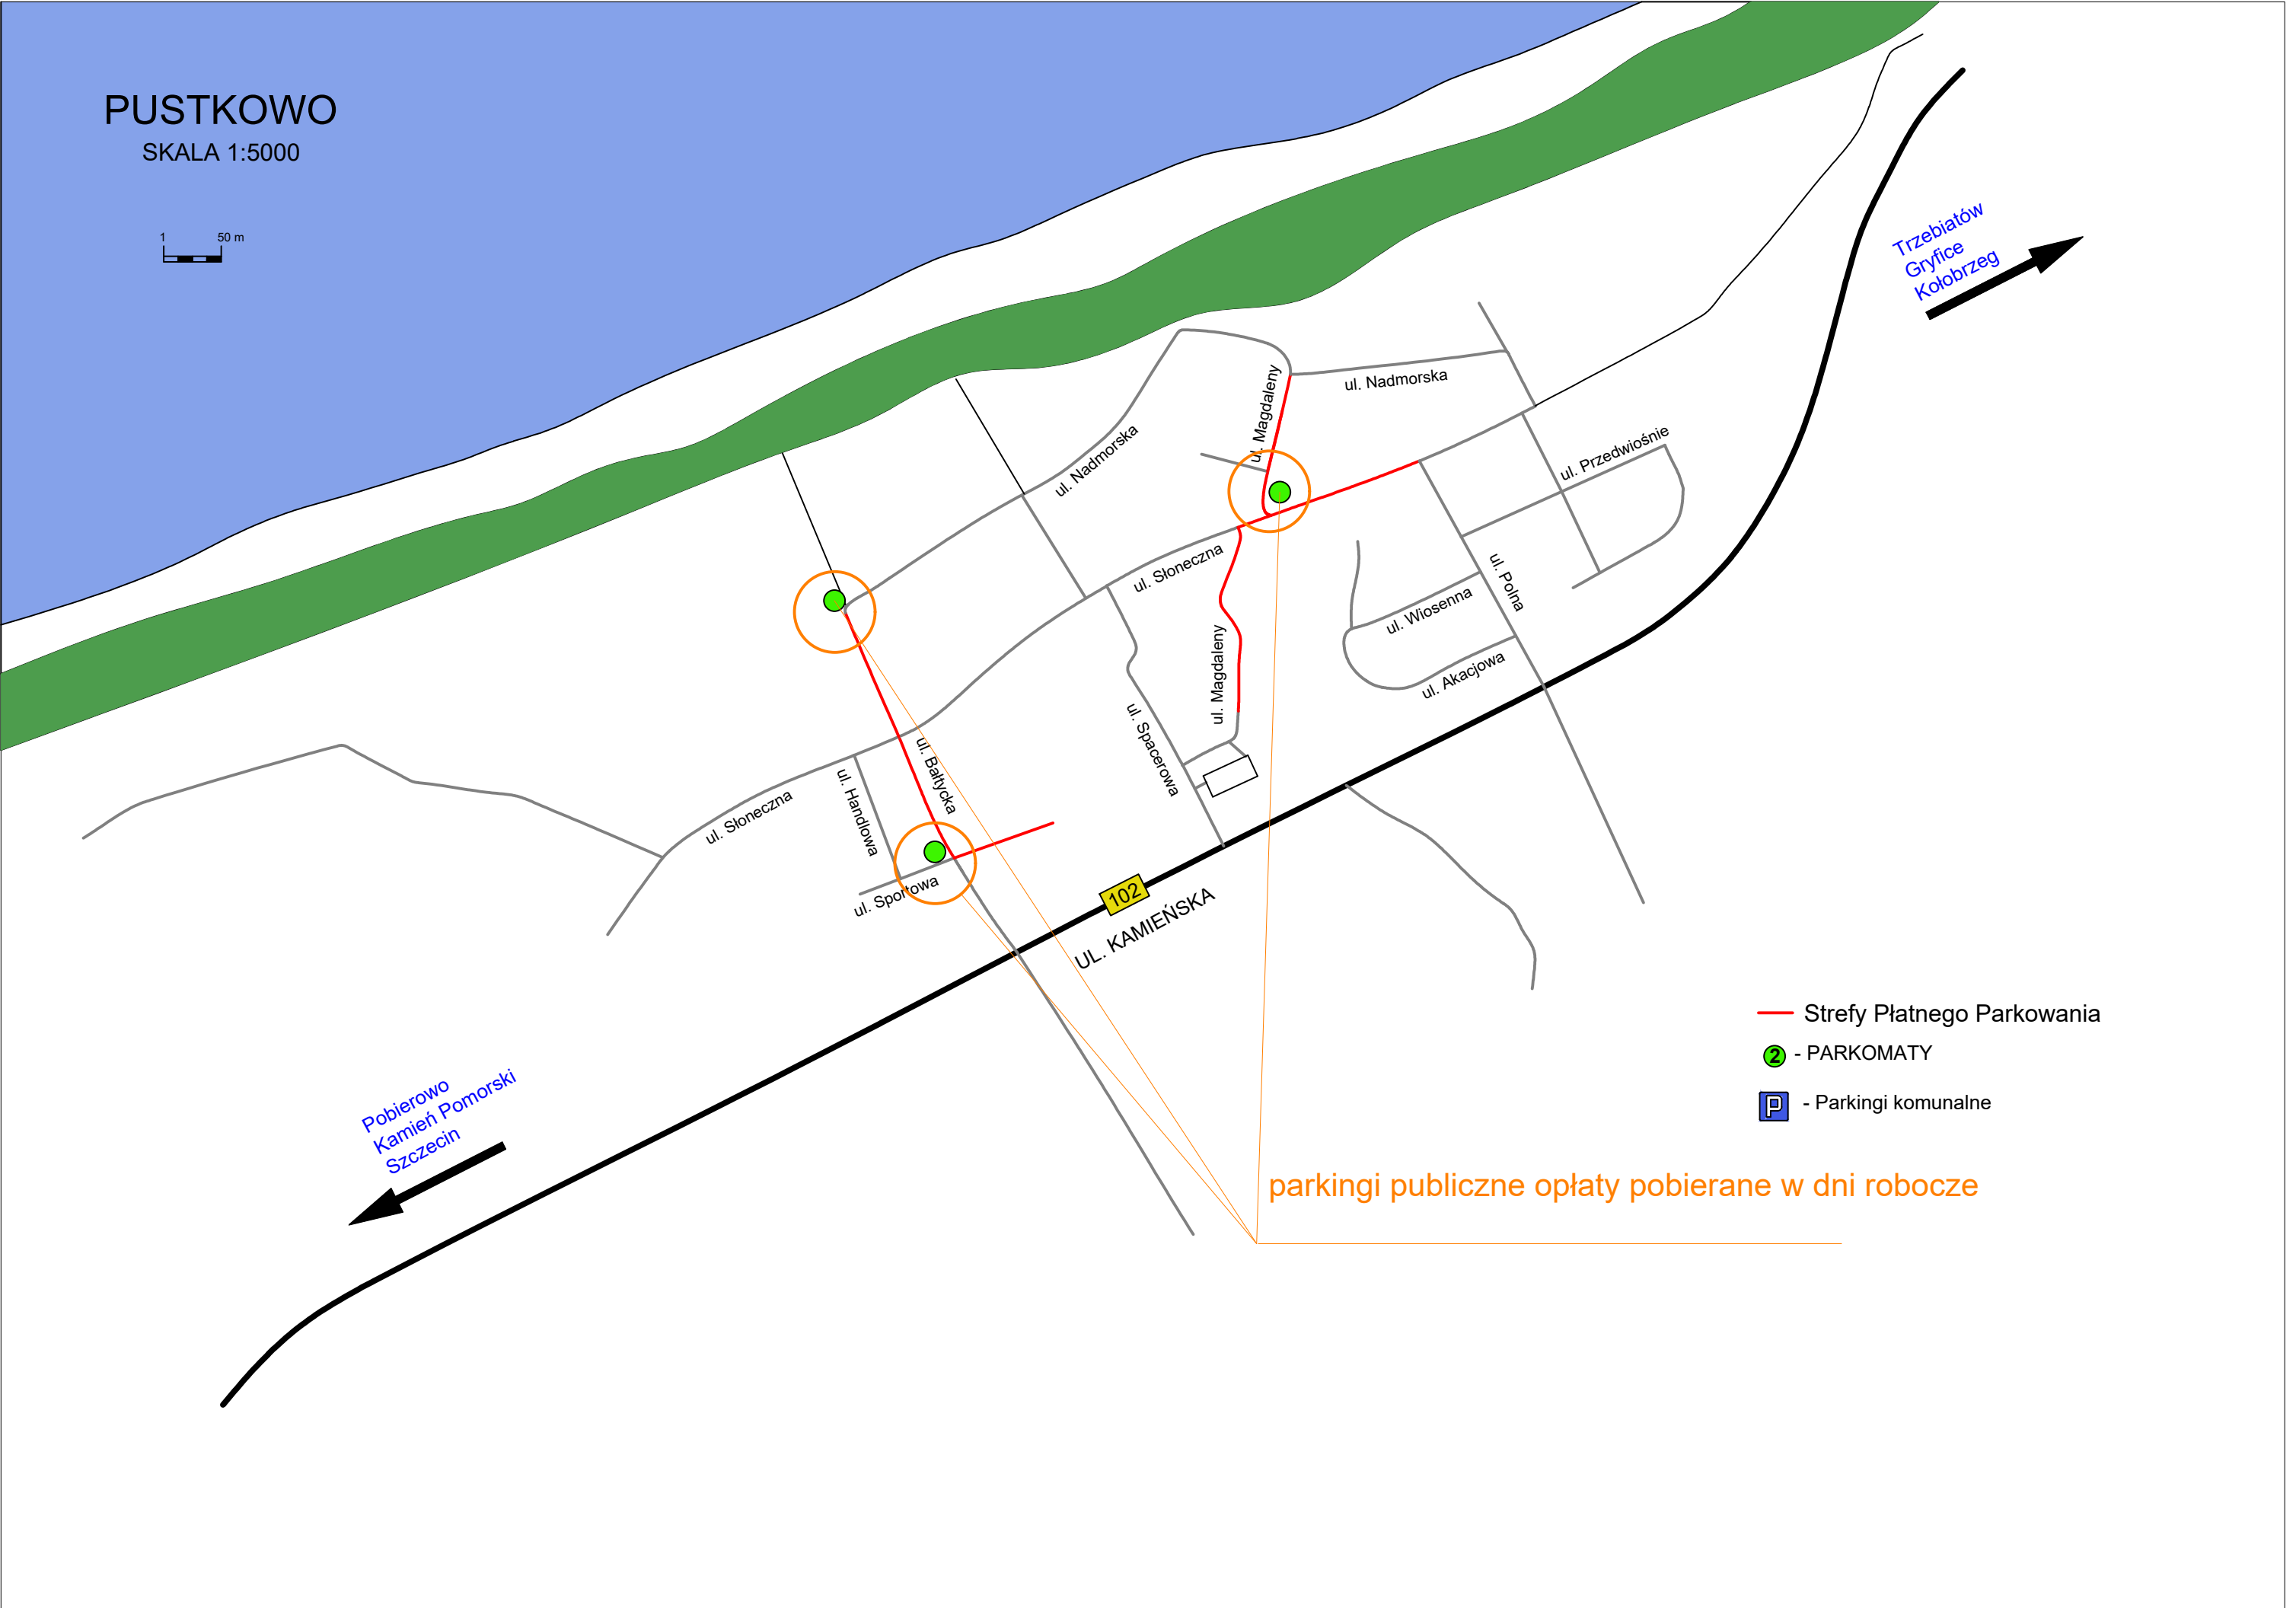 PUSTKOWO
SKALA 1:5000
1 50 m
Trzebiatów
Gryfice
Kołobrzeg
ul. Magdaleny
ul. Nadmorska
ul. Nadmorska
ul. Przedwiośnie
ul. Słoneczna
ul. Polna
ul. Wiosenna
ul. Magdaleny
ul. Akacjowa
ul. Spacerowa
ul. Bałtycka
ul. Handlowa
ul. Słoneczna
ul. Sportowa
102
UL. KAMIEŃSKA
Strefy Płatnego Parkowania
2 - PARKOMATY
P - Parkingi komunalne
Pobierowo
Kamień Pomorski
Szczecin
parkingi publiczne opłaty pobierane w dni robocze